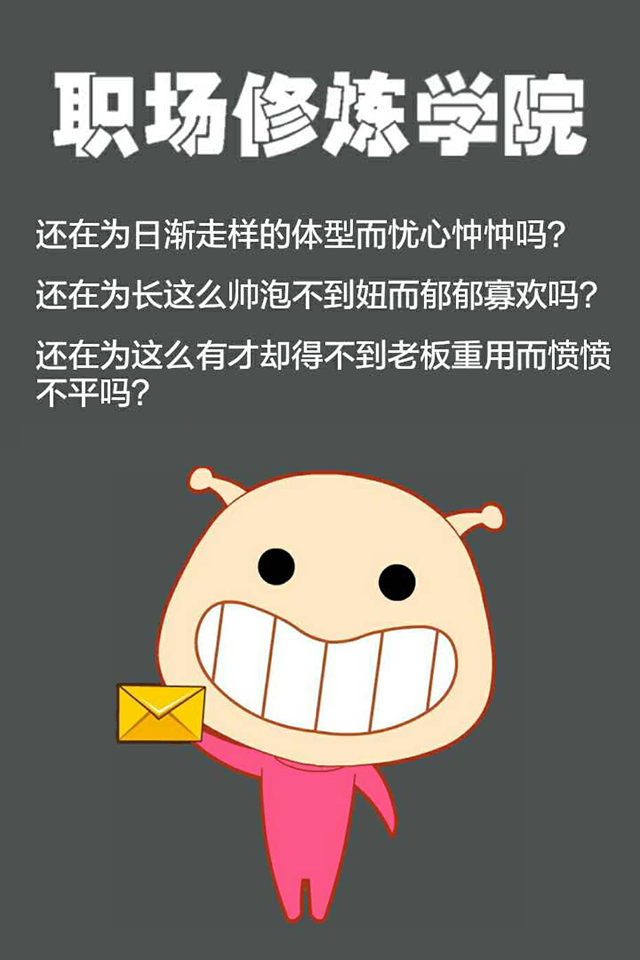 职场修炼学院
还在为日渐走样的体型而忧心忡忡吗？
还在为长这么帅泡不到妞而郁郁寡欢吗？
还在为这么有才却得不到老板重用而愤愤
不平吗？